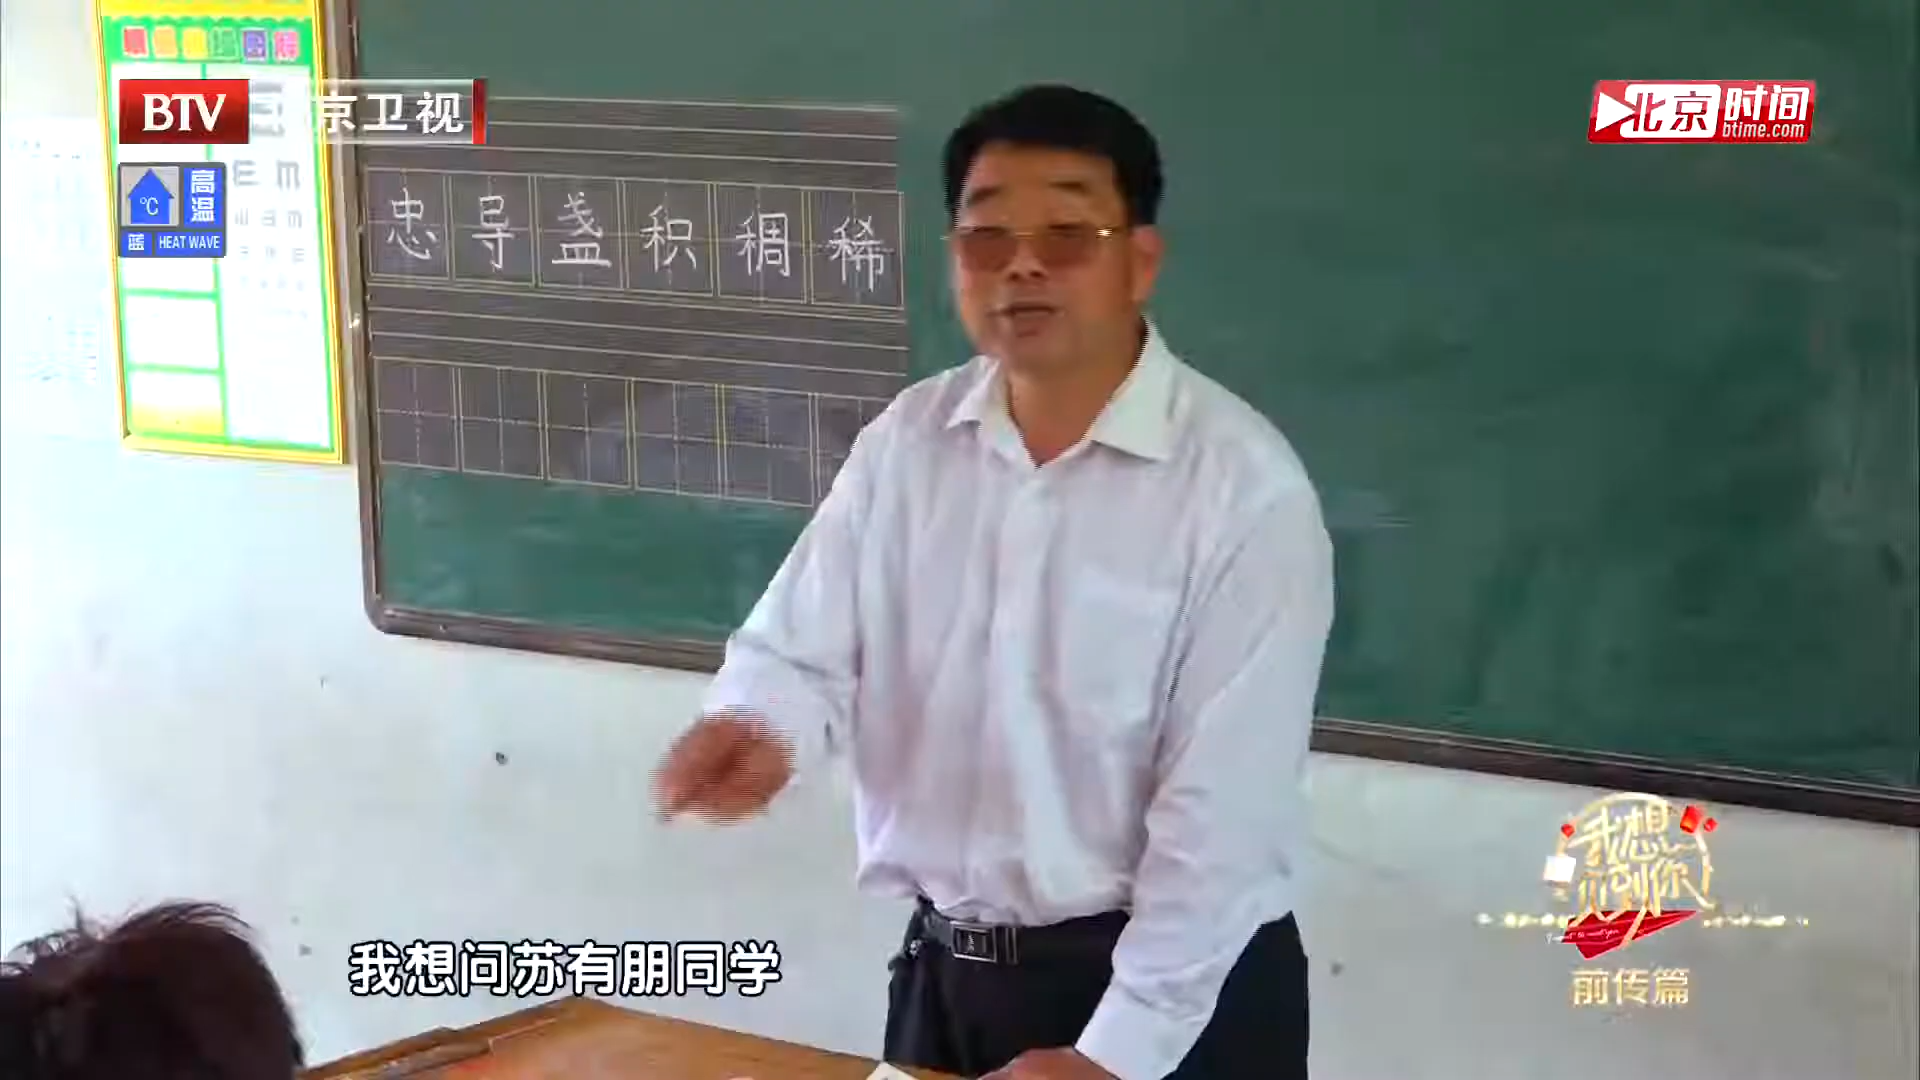 BTV 京卫视
北京时间
btime.com
高温
℃
蓝 HEAT WAVE
E m
w a m
忠导盏积稠稀
我想见到你
前传篇
我想问苏有朋同学